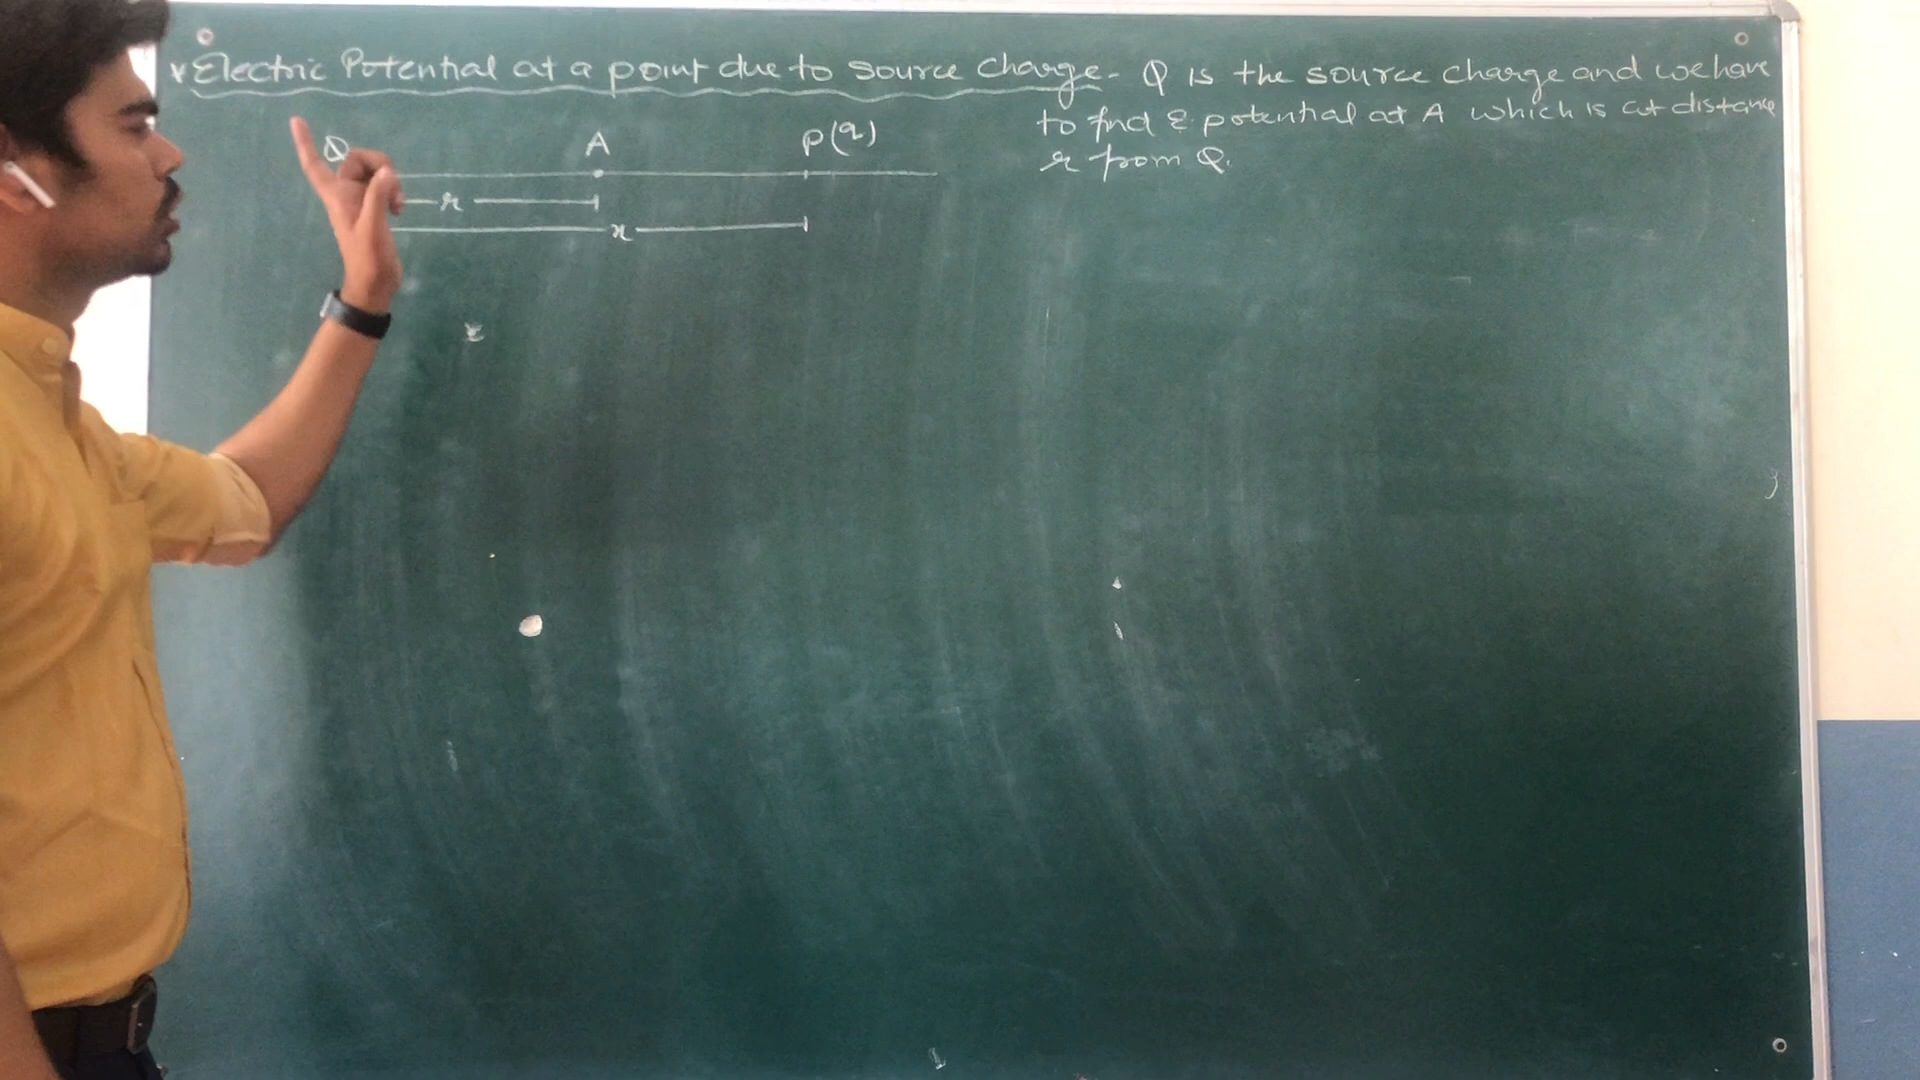 Electric Potential at a point due to source charge - Q is the source charge and we have
to find E potential at A which is at distance
r from Q.
Q A P(q)
r
x